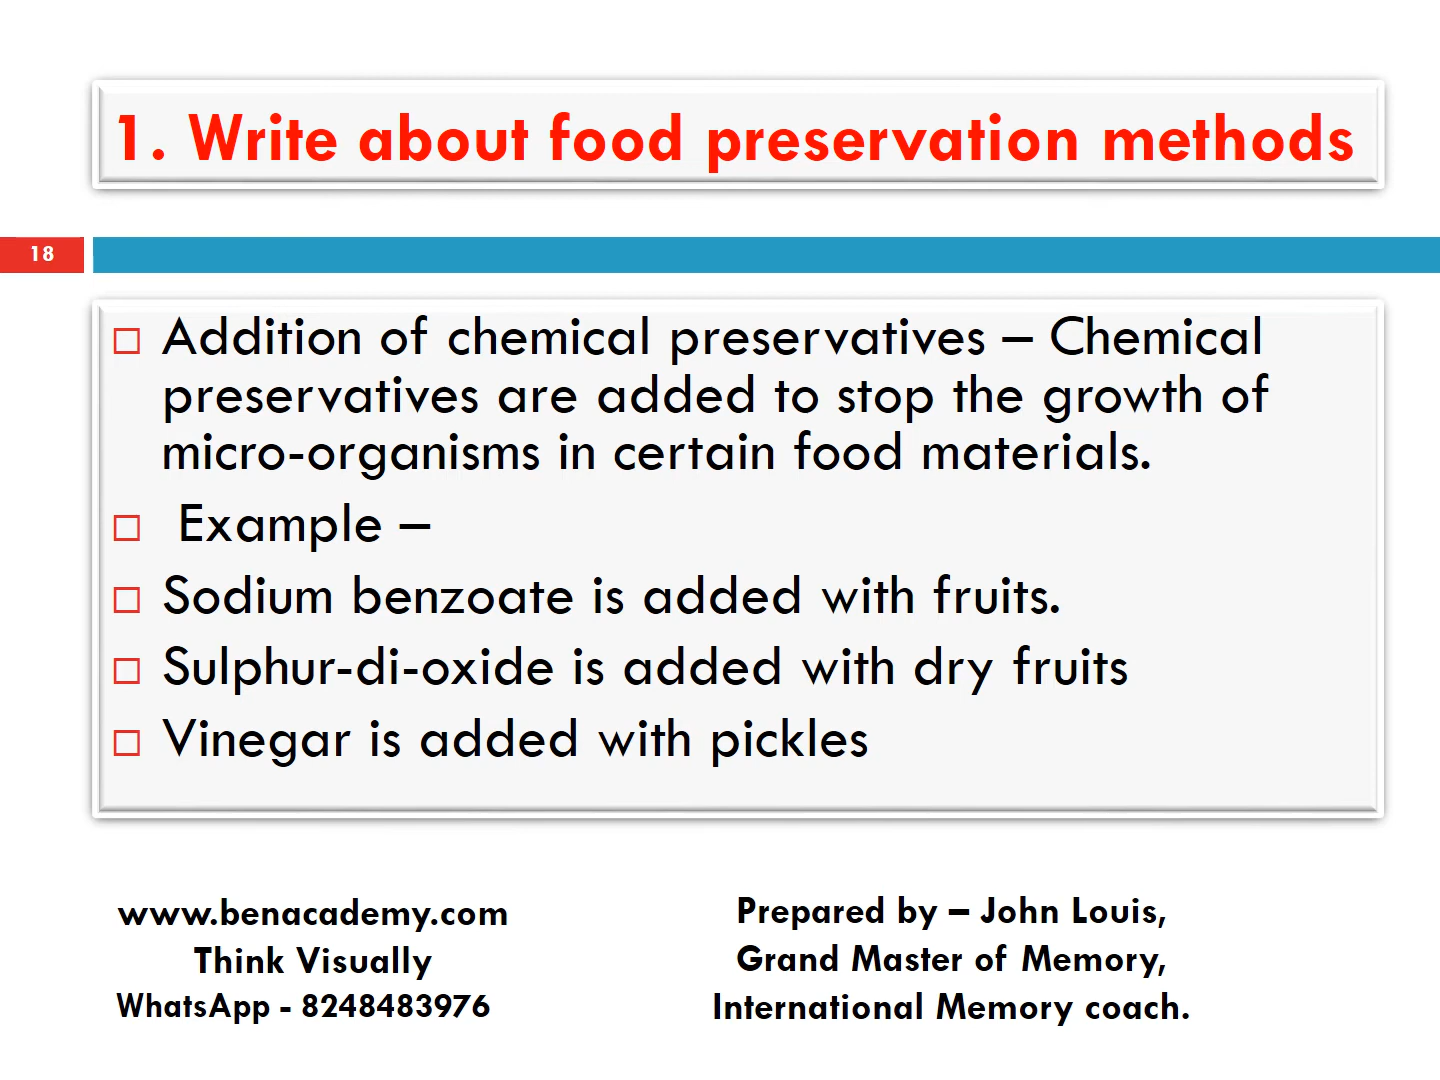 1. Write about food preservation methods
18
Addition of chemical preservatives – Chemical
preservatives are added to stop the growth of
micro-organisms in certain food materials.
Example –
Sodium benzoate is added with fruits.
Sulphur-di-oxide is added with dry fruits
Vinegar is added with pickles
www.benacademy.com
Think Visually
WhatsApp - 8248483976
Prepared by – John Louis,
Grand Master of Memory,
International Memory coach.